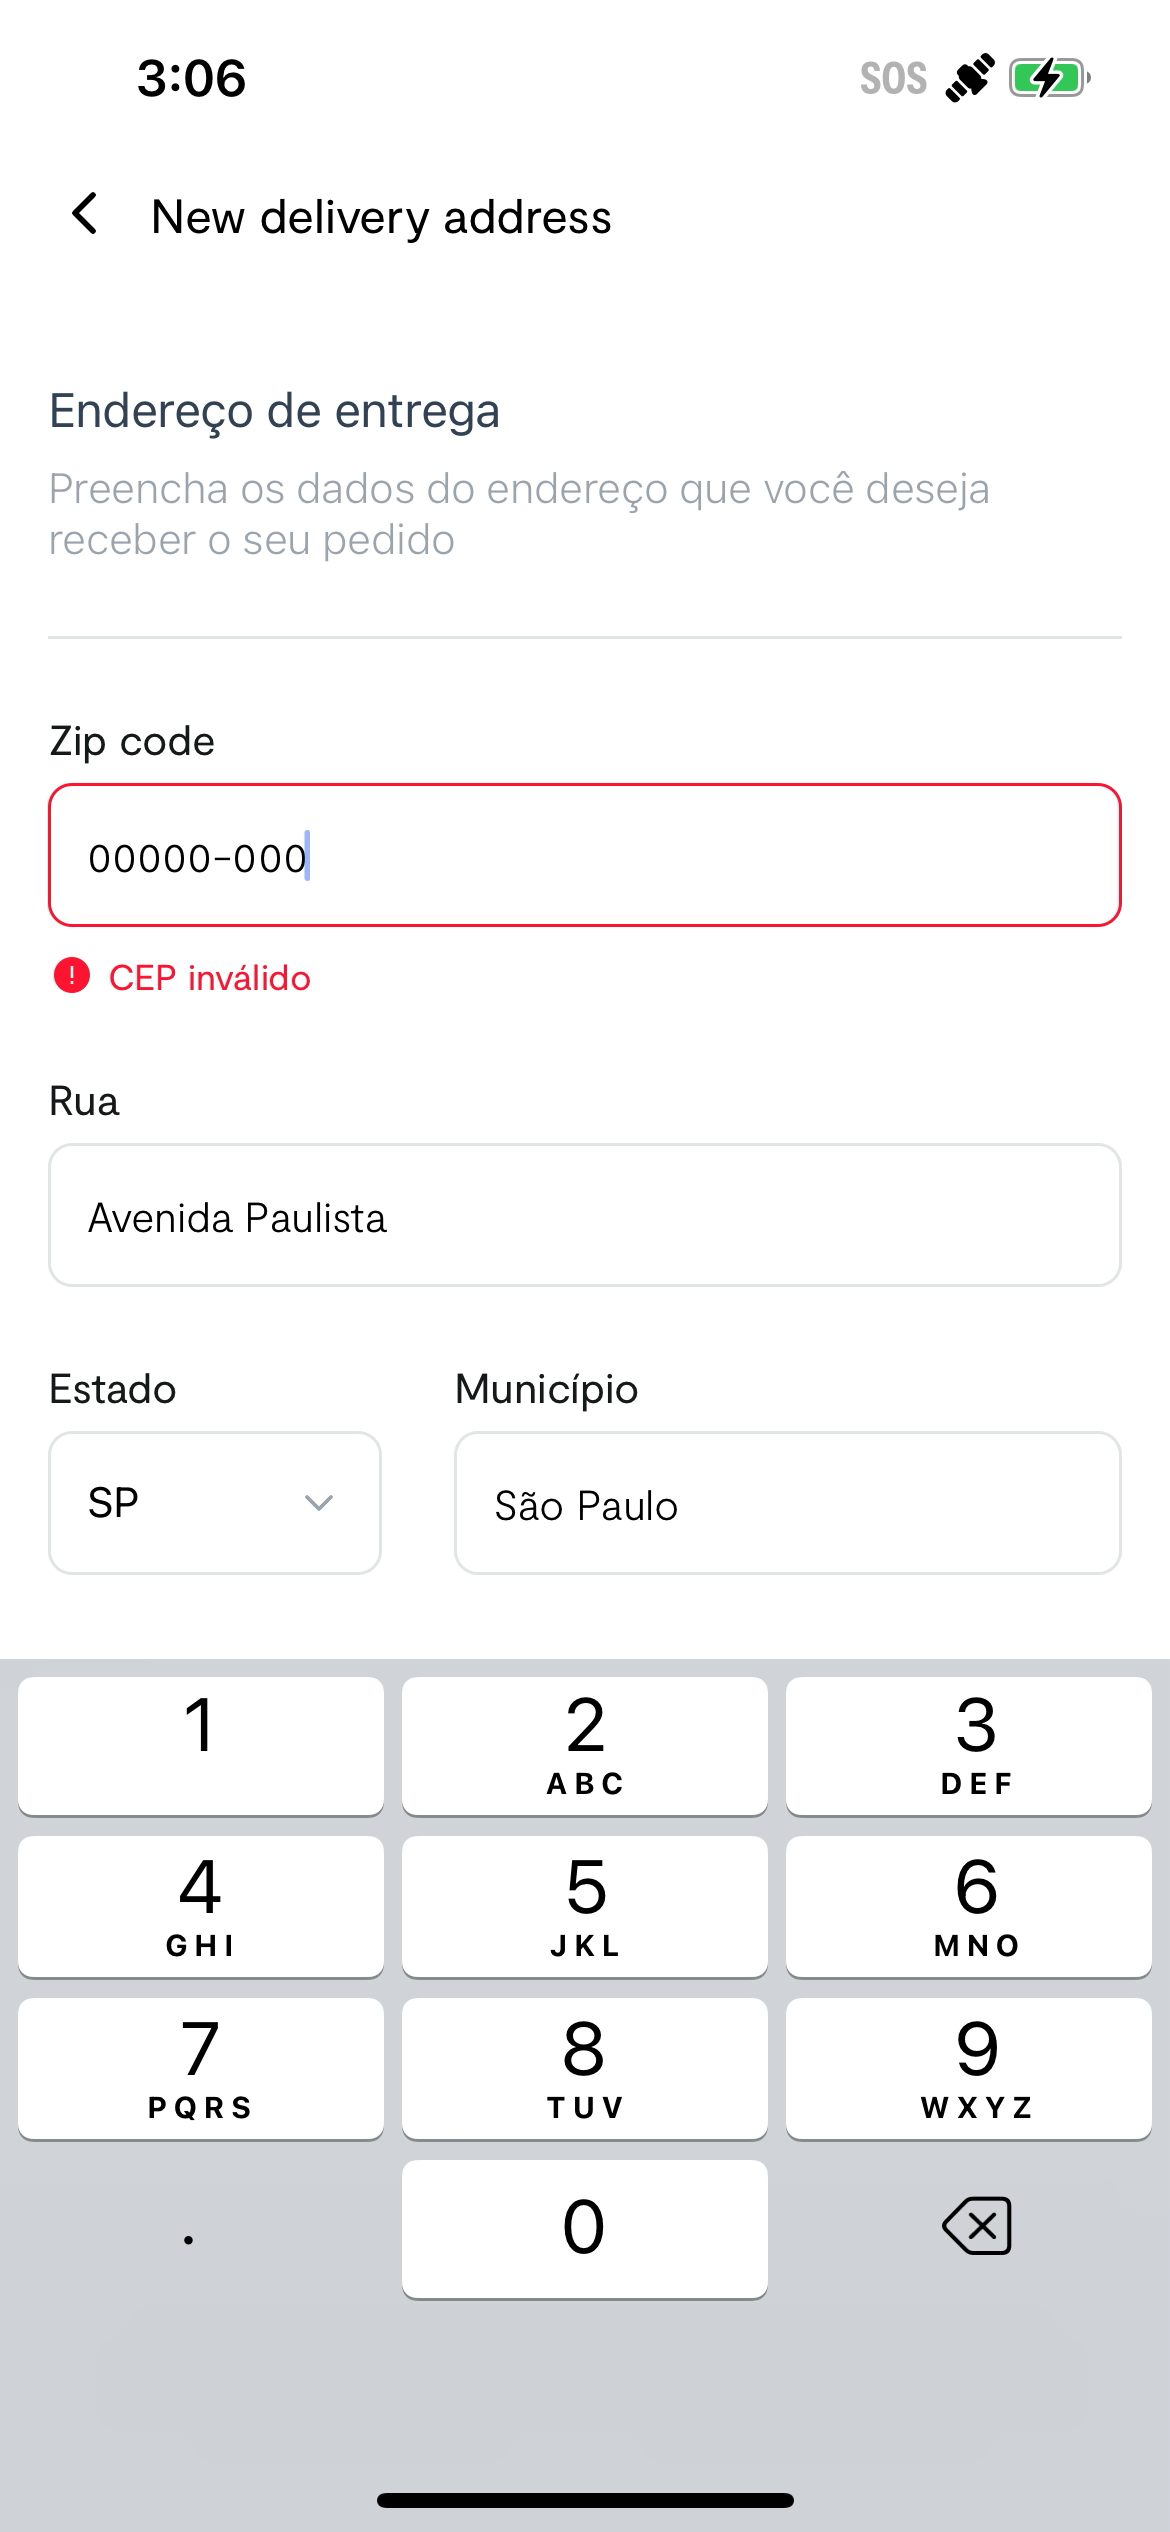 3:06
SOS
New delivery address
Endereço de entrega
Preencha os dados do endereço que você deseja
receber o seu pedido
Zip code
00000-000
! CEP inválido
Rua
Avenida Paulista
Estado
Município
SP
São Paulo
1
2
ABC
3
DEF
4
GHI
5
JKL
6
MNO
7
PQRS
8
TUV
9
WXYZ
.
0